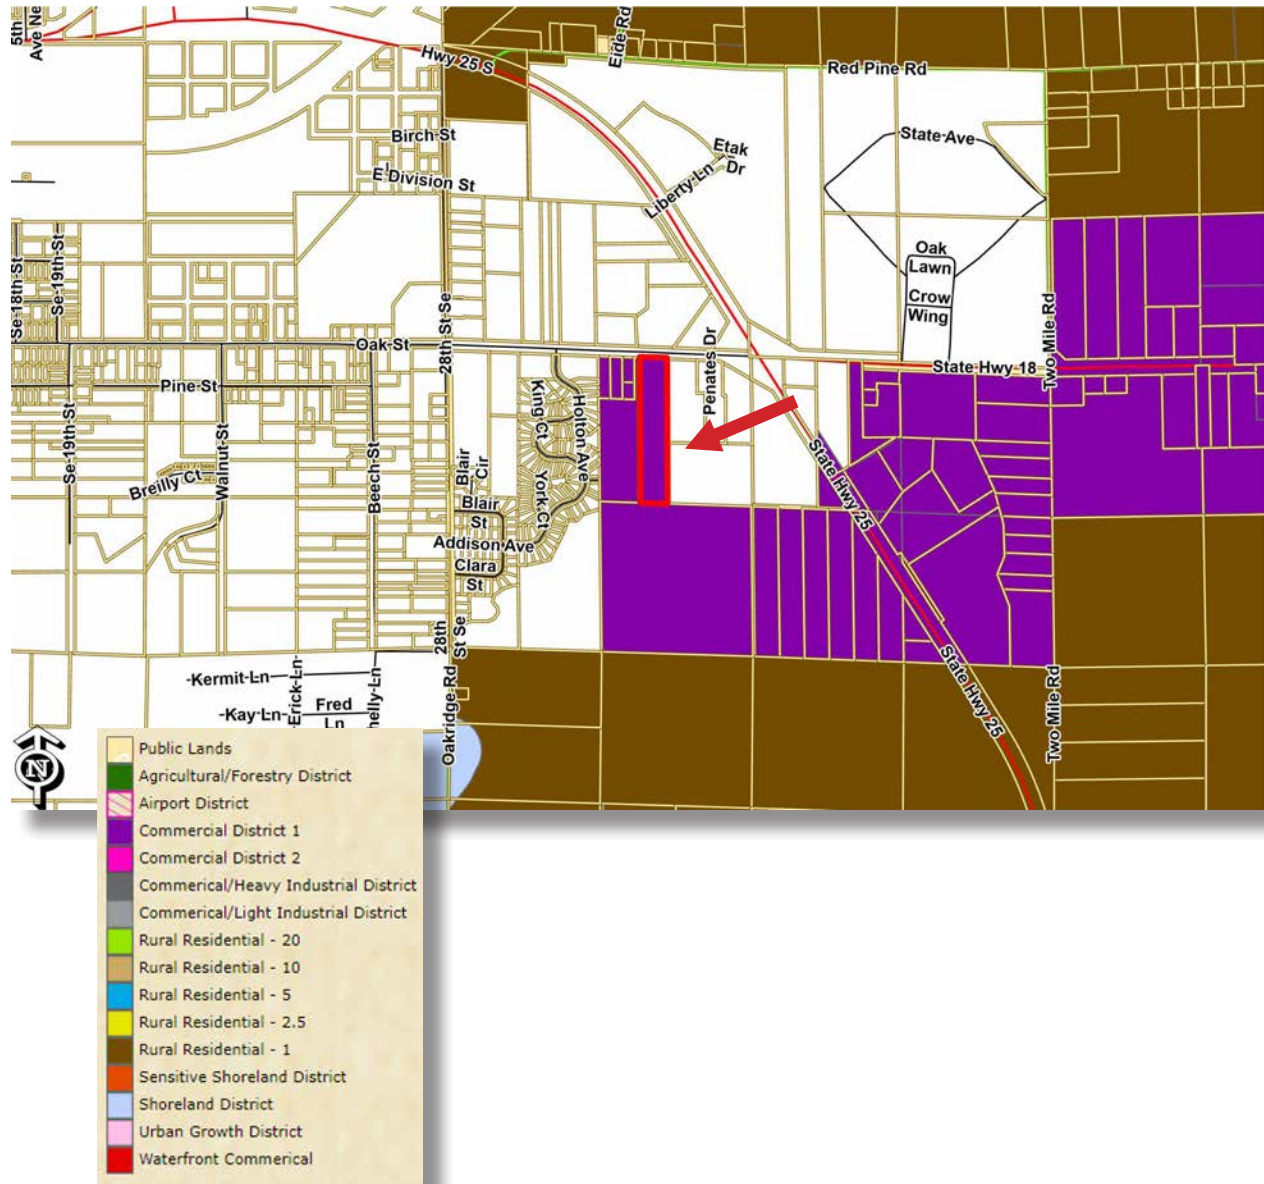 5th
Ave Ne
Hwy 25 S
Eide Rd
Red Pine Rd
Birch St
E Division St
Etak
Dr
Liberty Ln
State Ave
Oak
Lawn
Crow
Wing
Se 18th St
Se 19th St
28th St Se
Oak St
Pine St
Penates Dr
State Hwy 18
Two Mile Rd
King Ct
Holton Ave
York Ct
Se 19th St
Walnut St
Breilly Ct
Beech St
Blair
Cir
Blair
St
Addison Ave
Clara
St
State Hwy 25
28th
St Se
Kermit Ln
Kay Ln
Erick Ln
Fred
Ln
helly Ln
Oakridge Rd
State Hwy 25
Two Mile Rd
N
Public Lands
Agricultural/Forestry District
Airport District
Commercial District 1
Commercial District 2
Commerical/Heavy Industrial District
Commerical/Light Industrial District
Rural Residential - 20
Rural Residential - 10
Rural Residential - 5
Rural Residential - 2.5
Rural Residential - 1
Sensitive Shoreland District
Shoreland District
Urban Growth District
Waterfront Commerical